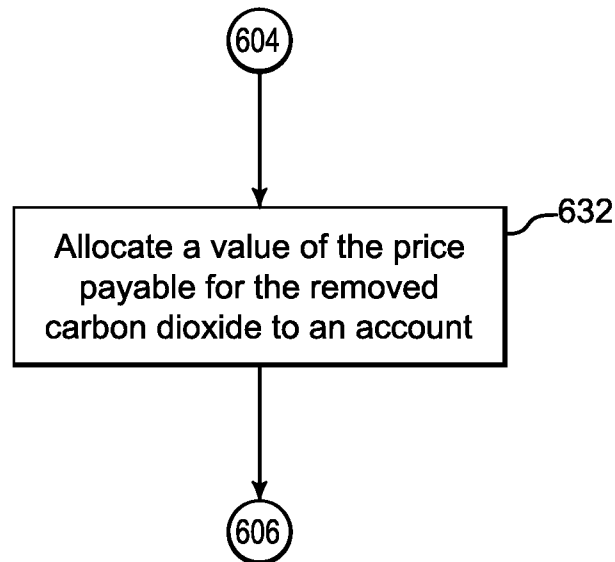 604
632
Allocate a value of the price
payable for the removed
carbon dioxide to an account
606